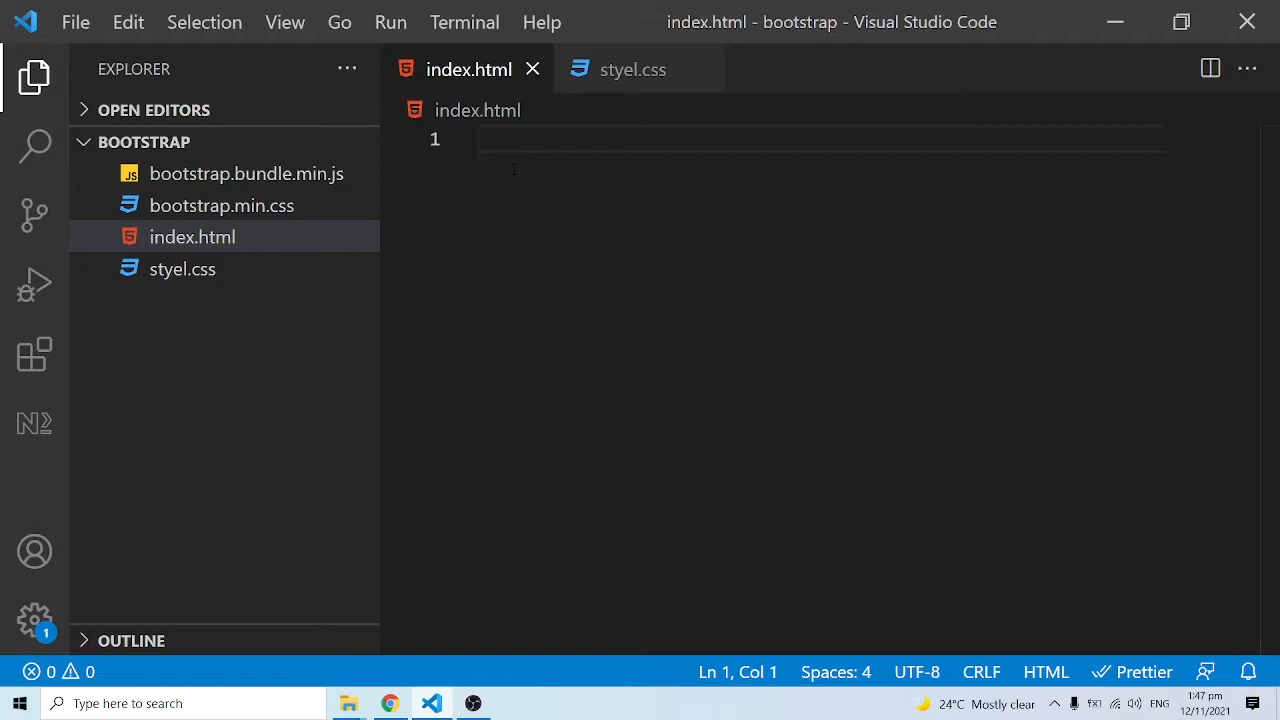 File Edit Selection View Go Run Terminal Help index.html - bootstrap - Visual Studio Code
EXPLORER
OPEN EDITORS
BOOTSTRAP
JS bootstrap.bundle.min.js
bootstrap.min.css
index.html
styel.css
OUTLINE
index.html styel.css
index.html
1
1
0 0 Ln 1, Col 1 Spaces: 4 UTF-8 CRLF HTML Prettier
Type here to search 24°C Mostly clear ENG 1:47 pm
12/11/2021